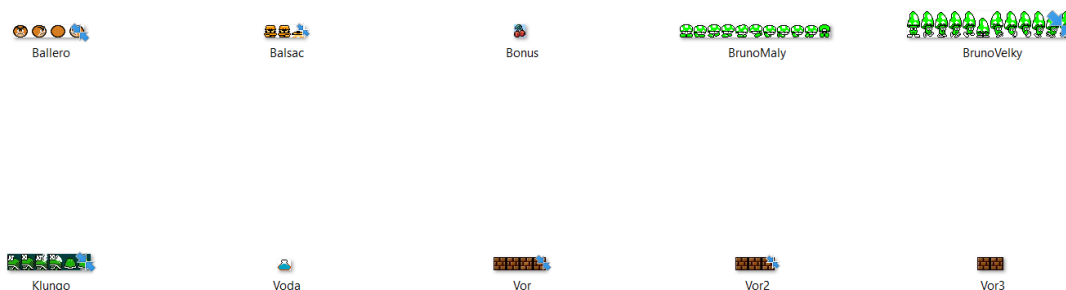 Ballero
Balsac
Bonus
BrunoMaly
BrunoVelky
Klungo
Voda
Vor
Vor2
Vor3